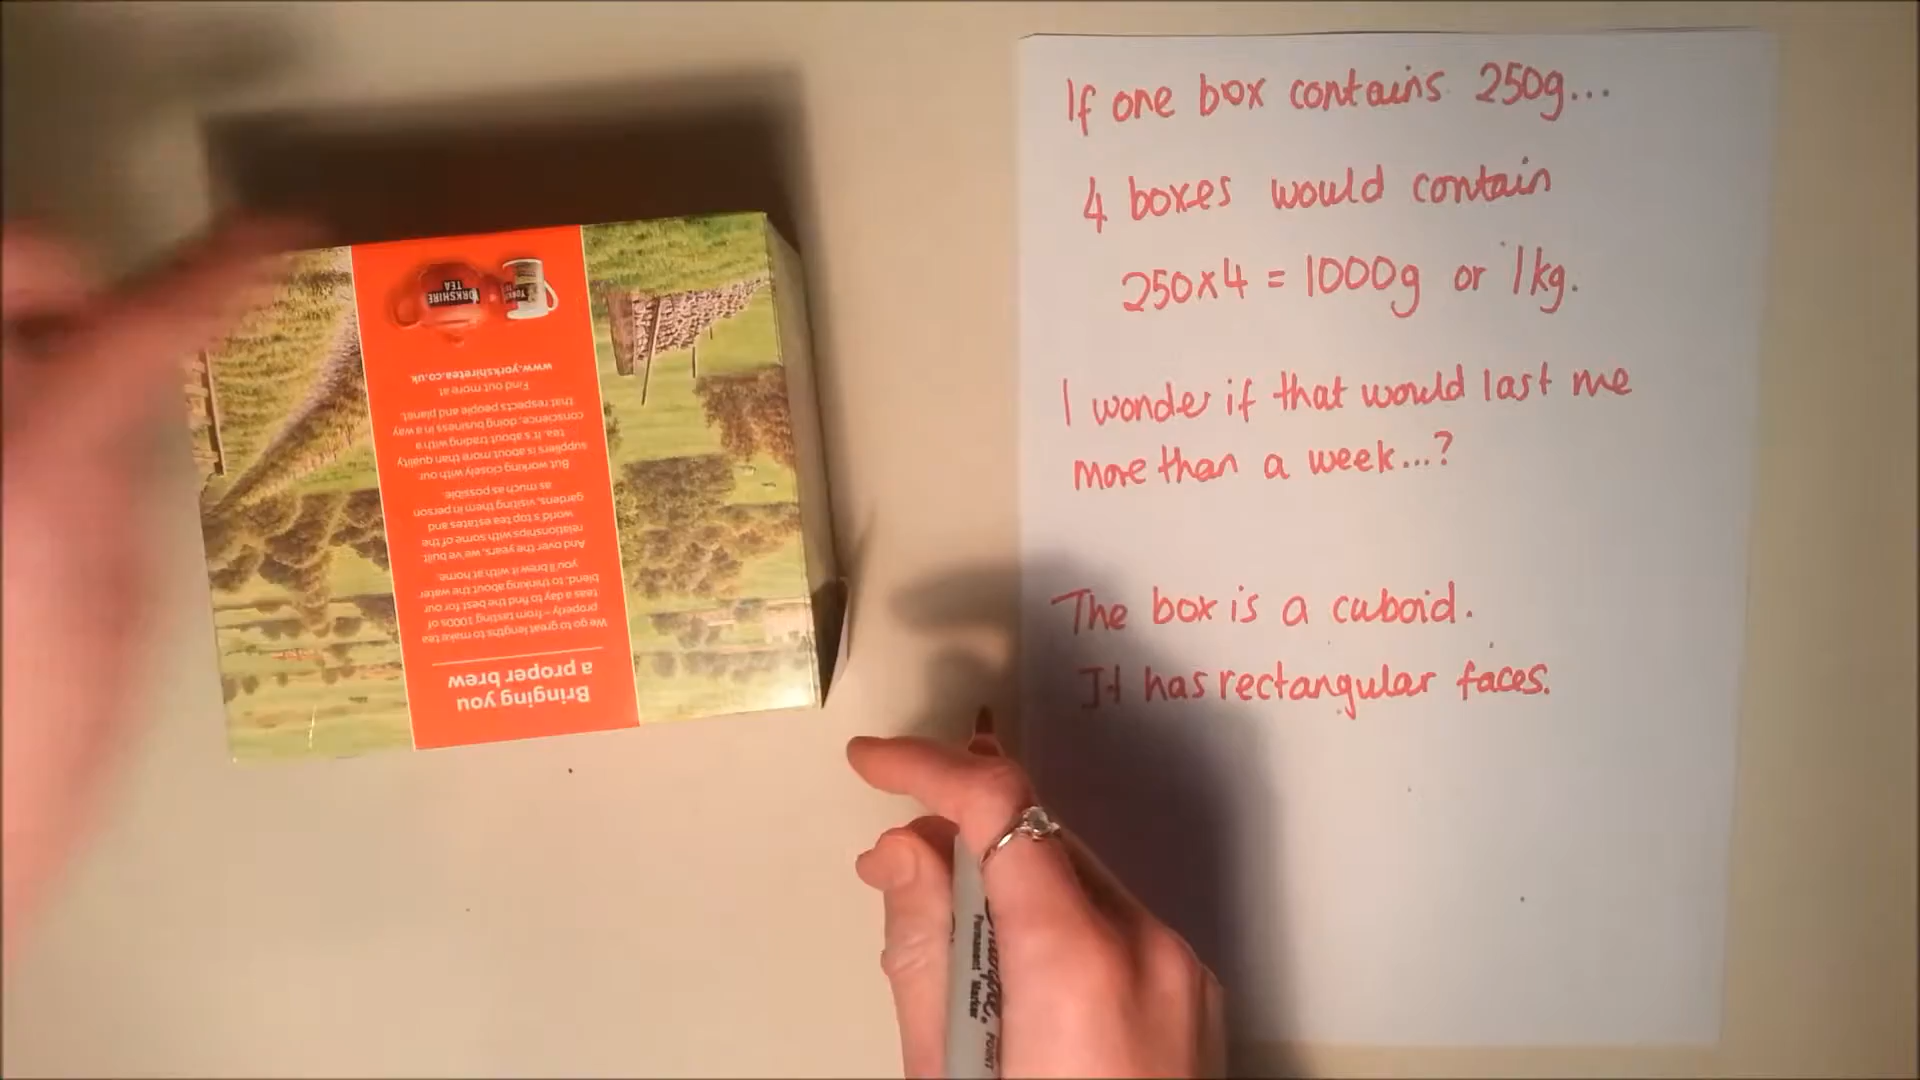 If one box contains 250g...
4 boxes would contain
250x4 = 1000g or 1kg.
I wonder if that would last me
more than a week...?
The box is a cuboid.
It has rectangular faces.
Bringing you
a proper brew
We go to great lengths to make tea
properly – from tasting 1000s of
teas a day to find the best for our
blend, to thinking about the water
you'll brew it with at home.
And over the years, we've built
relationships with some of the
world's top tea estates and
gardens, visiting them in person
as much as possible.
But working closely with our
suppliers is about more than quality
tea. It's about trading with a
conscience, doing business in a way
that respects people and planet.
Find out more at
www.yorkshiretea.co.uk
YORKSHIRE
TEA
Sharpie.
Permanent Marker